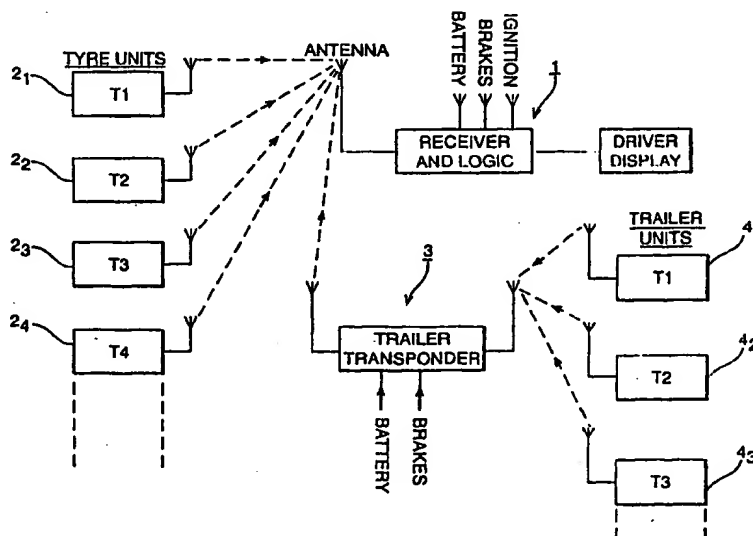 TYRE UNITS
2₁
T1
2₂
T2
2₃
T3
2₄
T4
ANTENNA
BATTERY
BRAKES
IGNITION
1
RECEIVER
AND LOGIC
DRIVER
DISPLAY
3
TRAILER
TRANSPONDER
BATTERY
BRAKES
TRAILER
UNITS
4
T1
4₂
T2
4₃
T3